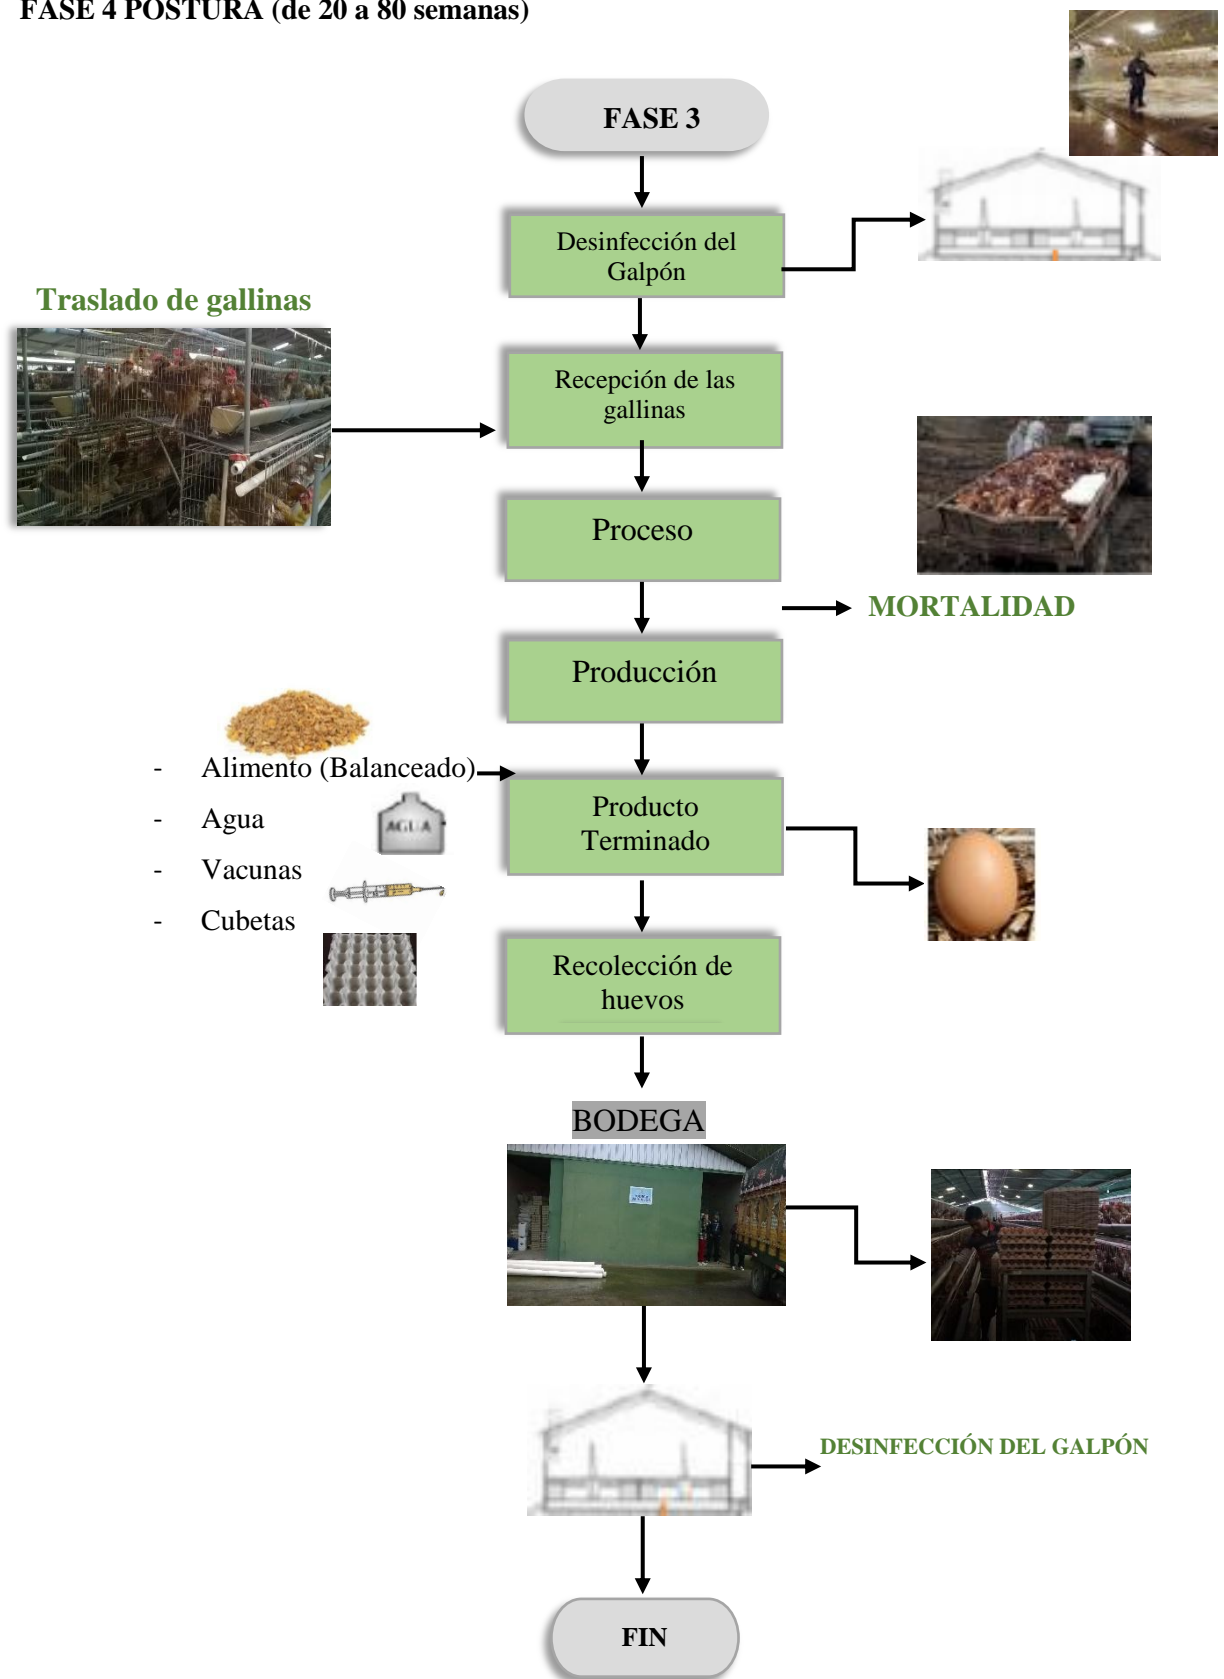 FASE 4 POSTURA (de 20 a 80 semanas)
FASE 3
Desinfección del
Galpón
Traslado de gallinas
Recepción de las
gallinas
Proceso
MORTALIDAD
Producción
- Alimento (Balanceado)
- Agua
AGUA
- Vacunas
- Cubetas
Producto
Terminado
Recolección de
huevos
BODEGA
DESINFECCIÓN DEL GALPÓN
FIN